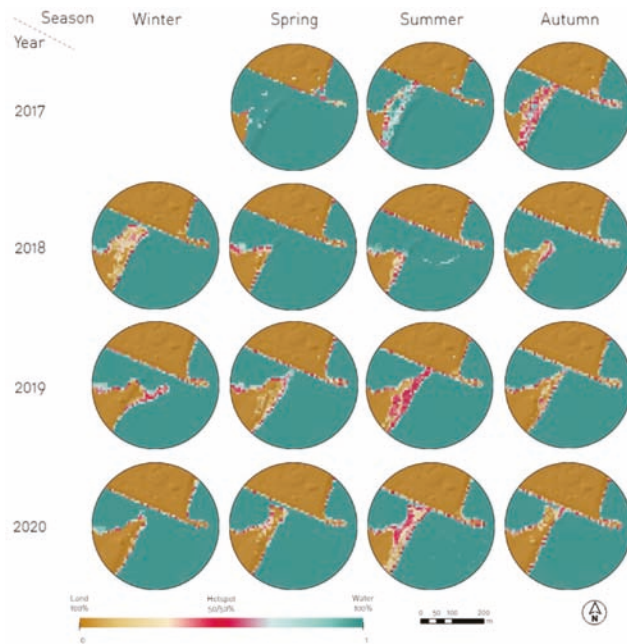 Season Winter Spring Summer Autumn
Year
2017
2018
2019
2020
Land Hotspot Water
100% 50/50% 100%
0 1
0 50 100 200
m
N